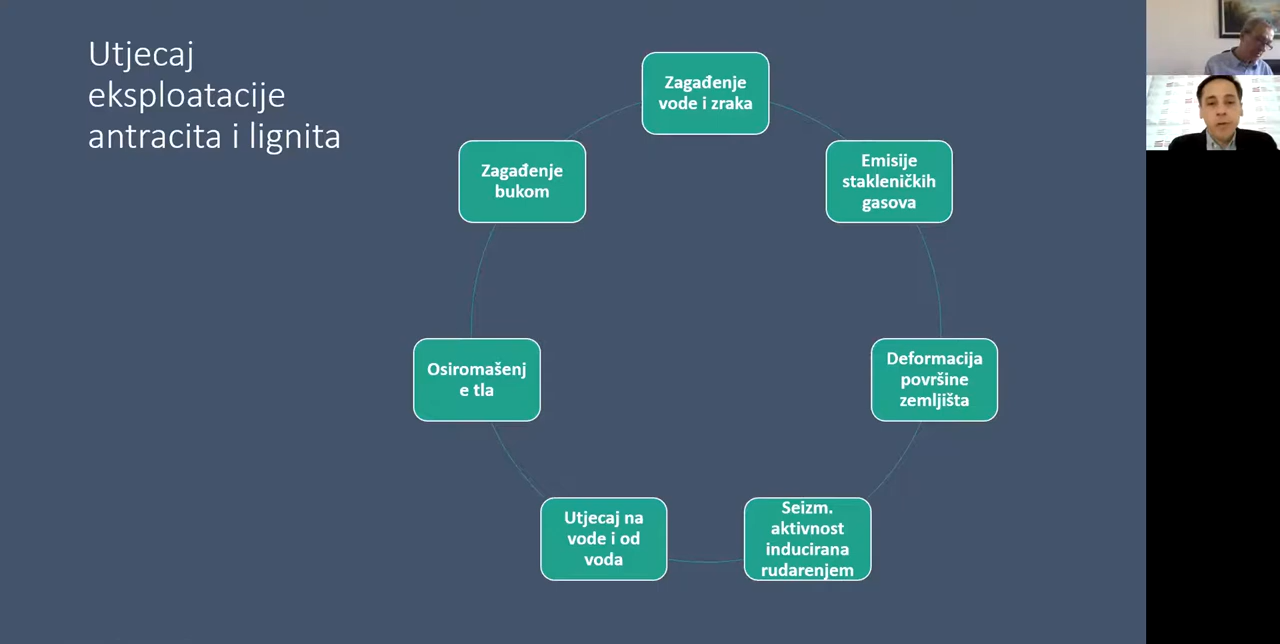 Utjecaj
eksploatacije
antracita i lignita
Zagađenje
vode i zraka
Emisije
stakleničkih
gasova
Deformacija
površine
zemljišta
Seizm.
aktivnost
inducirana
rudarenjem
Utjecaj na
vode i od
voda
Osiromašenj
e tla
Zagađenje
bukom